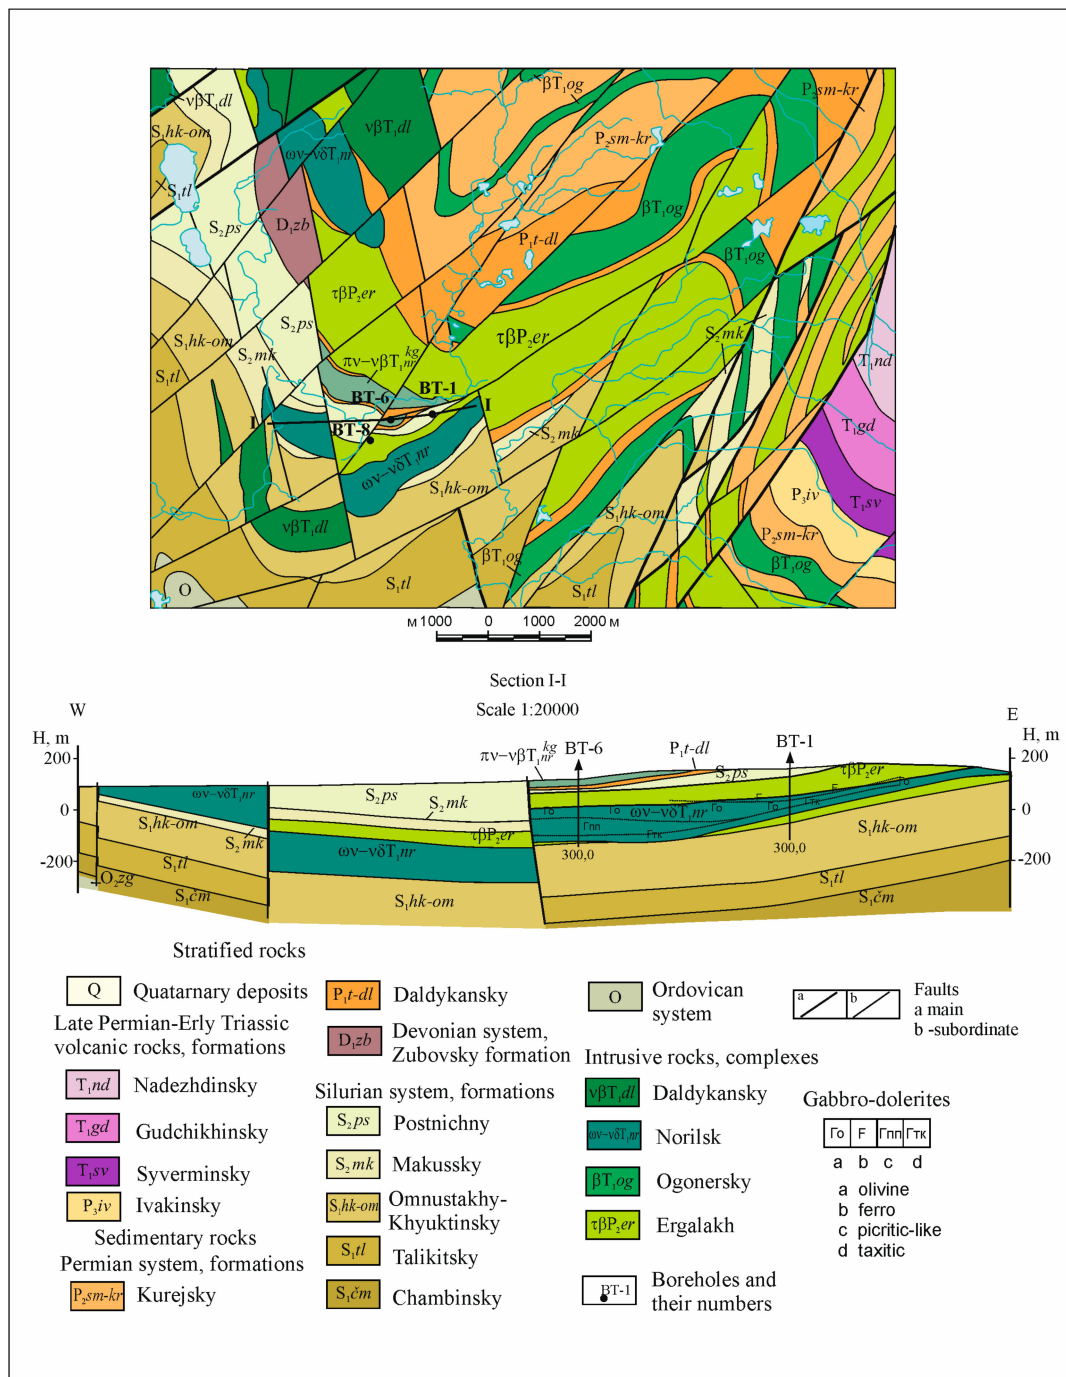 νβT₁dl
S₁hk-om
S₁tl
S₂ps
D₁zb
ων–νδT₁nr
νβT₁dl
βT₁og
P₂sm-kr
P₂sm-kr
βT₁og
P₁t-dl
βT₁og
τβP₂er
S₂ps
S₁hk-om
S₂mk
S₁tl
τβP₂er
S₂mk
T₁nd
πν–νβT₁nr kg
BT-6
BT-1
I
I
BT-8
T₁gd
S₂mk
ων–νδT₁nr
S₁hk-om
P₃iv
T₁sv
S₁hk-om
P₂sm-kr
νβT₁dl
βT₁og
βT₁og
O
S₁tl
S₁tl
м 1000 0 1000 2000 м
Section I-I
W
Scale 1:20000
E
H, m
H, m
πν–νβT₁nr kg
BT-6
P₁t-dl
BT-1
200
200
S₂ps
τβP₂er
Го
ων–νδT₁nr
S₂ps
S₂mk
0
0
Го
ων–νδT₁nr
Го
F
Го
Гтк
F
S₁hk-om
S₂mk
τβP₂er
Гпп
Гтк
S₁hk-om
300,0
300,0
-200
-200
S₁tl
ων–νδT₁nr
S₁tl
O₂zg
S₁čm
S₁hk-om
S₁čm
Stratified rocks
Q Quatarnary deposits
Late Permian-Erly Triassic
volcanic rocks, formations
T₁nd Nadezhdinsky
T₁gd Gudchikhinsky
T₁sv Syverminsky
P₃iv Ivakinsky
Sedimentary rocks
Permian system, formations
P₂sm-kr Kurejsky
P₁t-dl Daldykansky
D₁zb Devonian system,
Zubovsky formation
Silurian system, formations
S₂ps Postnichny
S₂mk Makussky
S₁hk-om Omnustakhy-
Khyuktinsky
S₁tl Talikitsky
S₁čm Chambinsky
O Ordovican
system
Intrusive rocks, complexes
νβT₁dl Daldykansky
ων–νδT₁nr Norilsk
βT₁og Ogonersky
τβP₂er Ergalakh
BT-1 Boreholes and
their numbers
a b Faults
a main
b -subordinate
Gabbro-dolerites
Го F Гпп Гтк
a b c d
a olivine
b ferro
c picritic-like
d taxitic